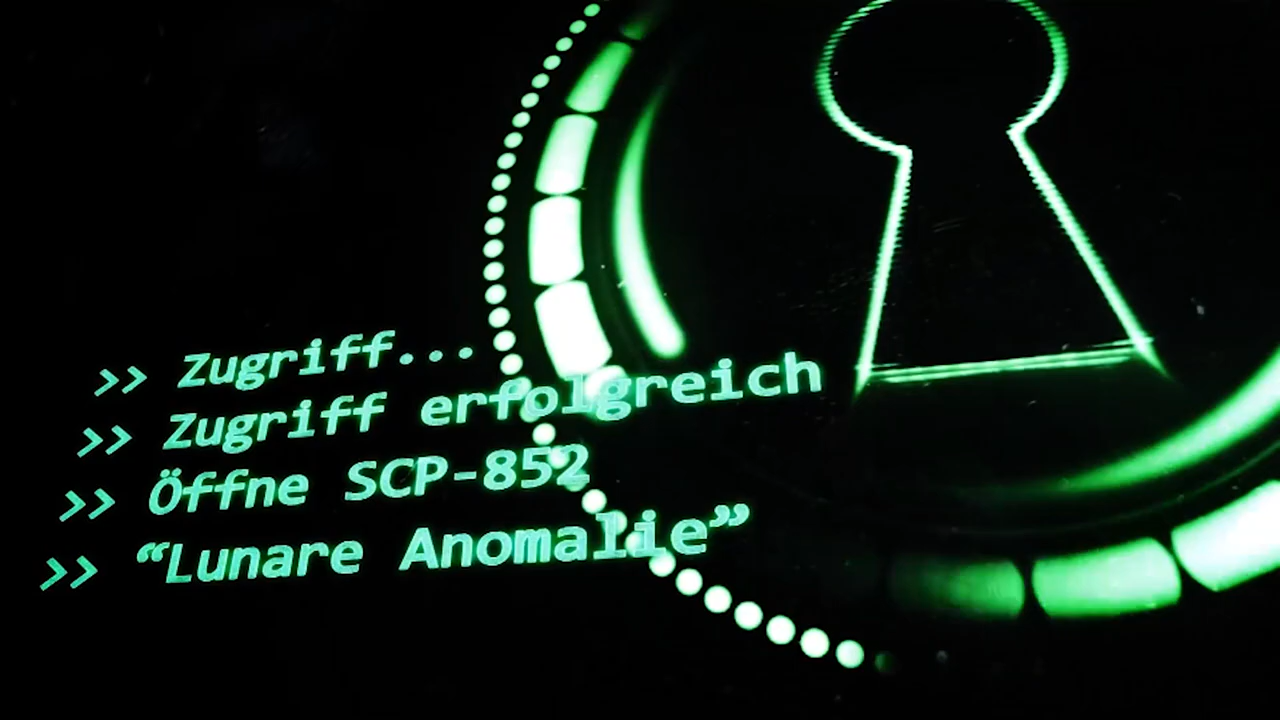 >> Zugriff...
>> Zugriff erfolgreich
>> Öffne SCP-852
>> “Lunare Anomalie”